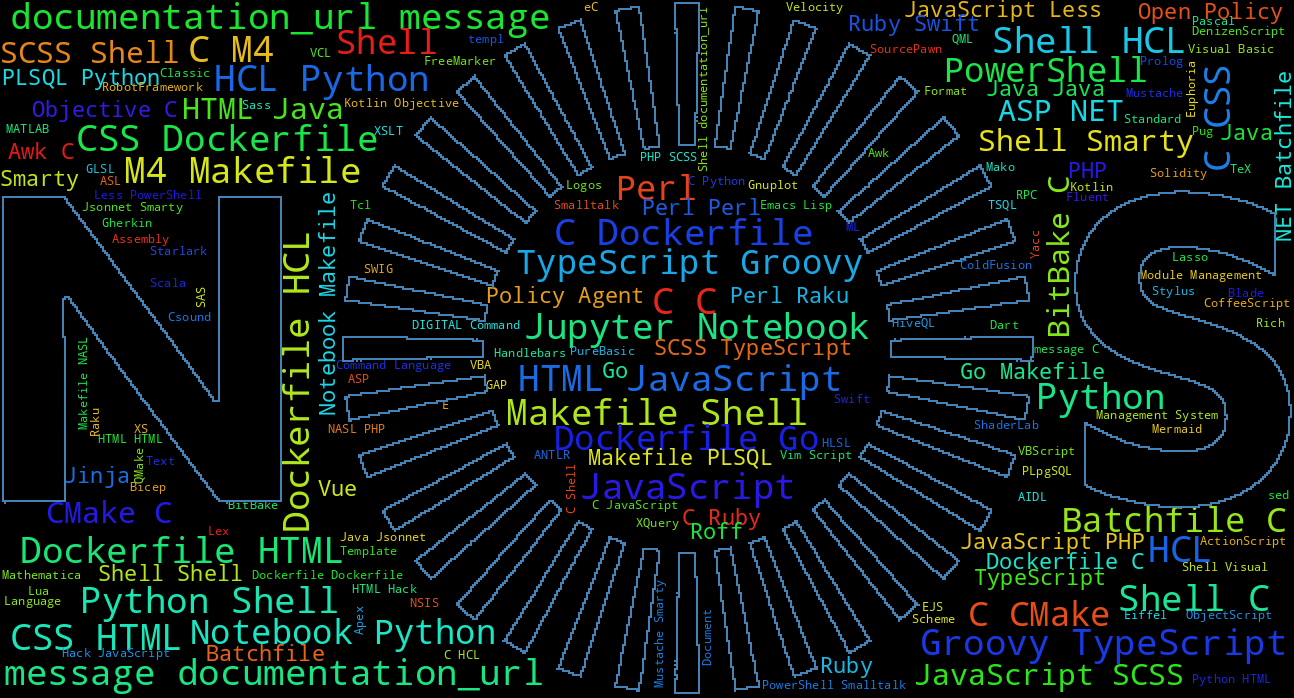 documentation_url message
eC
Velocity
JavaScript Less
Open Policy
Ruby Swift
Pascal
DenizenScript
SCSS Shell
C M4
VCL
Shell
templ
FreeMarker
Shell documentation_url
SourcePawn
QML
Shell HCL
Visual Basic
PLSQL Python
Classic
RobotFramework
HCL Python
PowerShell
Prolog
Euphoria
C CSS
NET Batchfile
Objective C
HTML Java
Sass
Kotlin Objective
Format
Java Java
Mustache
ASP NET
Standard
MATLAB
CSS Dockerfile
XSLT
Pug
Java
Awk C
PHP SCSS
Awk
Shell Smarty
GLSL
ASL
M4 Makefile
Mako
PHP
Solidity
TeX
Smarty
Less PowerShell
Logos
Perl
C Python
Gnuplot
RPC
C
Kotlin
Fluent
Jsonnet Smarty
Tcl
Smalltalk
Perl Perl
Emacs Lisp
TSQL
Gherkin
Assembly
Starlark
C Dockerfile
ML
Yacc
BitBake
Lasso
Scala
SAS
Csound
HCL
Notebook Makefile
SWIG
TypeScript Groovy
ColdFusion
Module Management
Stylus
Blade
CoffeeScript
Policy Agent
C C
Perl Raku
Rich
DIGITAL Command
Jupyter Notebook
HiveQL
Dart
Makefile NASL
Dockerfile
Handlebars
PureBasic
SCSS TypeScript
message C
Command Language
VBA
ASP
GAP
HTML
Go
JavaScript
Go Makefile
Python
E
Swift
Raku
Makefile Shell
Management System
Mermaid
XS
NASL PHP
HTML HTML
Dockerfile Go
HLSL
ShaderLab
QMake
Text
ANTLR
Makefile PLSQL
Vim Script
VBScript
Jinja
Bicep
Vue
C Shell
JavaScript
PLpgSQL
BitBake
C JavaScript
AIDL
sed
CMake C
XQuery
C Ruby
Roff
Batchfile C
Lex
Java Jsonnet
Template
Dockerfile HTML
JavaScript PHP
HCL
ActionScript
Mathematica
Shell Shell
Dockerfile Dockerfile
Dockerfile C
TypeScript
Shell Visual
Lua
Language
Python Shell
HTML Hack
NSIS
Apex
Mustache Smarty
Document
EJS
Scheme
C CMake
Shell C
Eiffel
ObjectScript
CSS HTML
Notebook Python
Hack JavaScript
Batchfile
C HCL
Groovy TypeScript
message documentation_url
Ruby
PowerShell Smalltalk
JavaScript SCSS
Python HTML